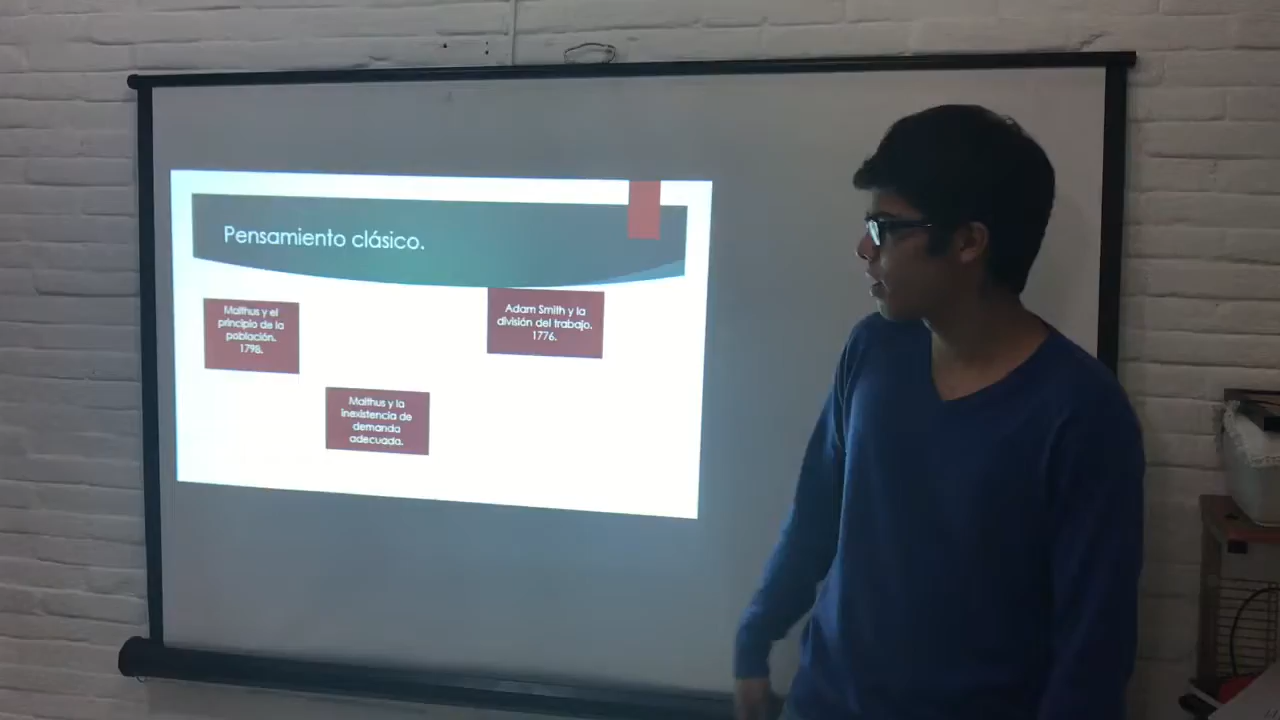 Pensamiento clásico.
Malthus y el
principio de la
población.
1798.
Adam Smith y la
división del trabajo.
1776.
Malthus y la
inexistencia de
demanda
adecuada.